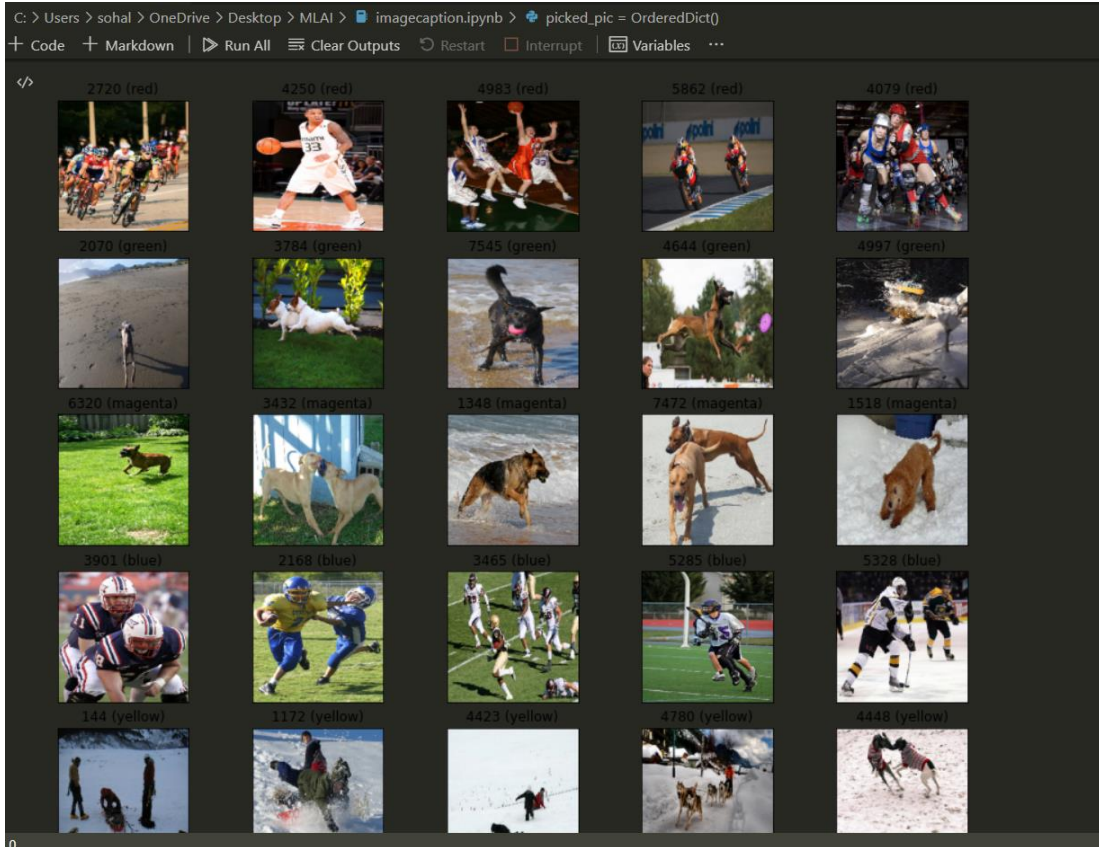 C: > Users > sohal > OneDrive > Desktop > MLAI > imagecaption.ipynb > picked_pic = OrderedDict()
+ Code + Markdown | Run All Clear Outputs Restart Interrupt | Variables ...
2720 (red) 4250 (red) 4983 (red) 5862 (red) 4079 (red)
33
polni polni
2070 (green) 3784 (green) 7545 (green) 4644 (green) 4997 (green)
6320 (magenta) 3432 (magenta) 1348 (magenta) 7472 (magenta) 1518 (magenta)
3901 (blue) 2168 (blue) 3465 (blue) 5285 (blue) 5328 (blue)
144 (yellow) 1172 (yellow) 4423 (yellow) 4780 (yellow) 4448 (yellow)